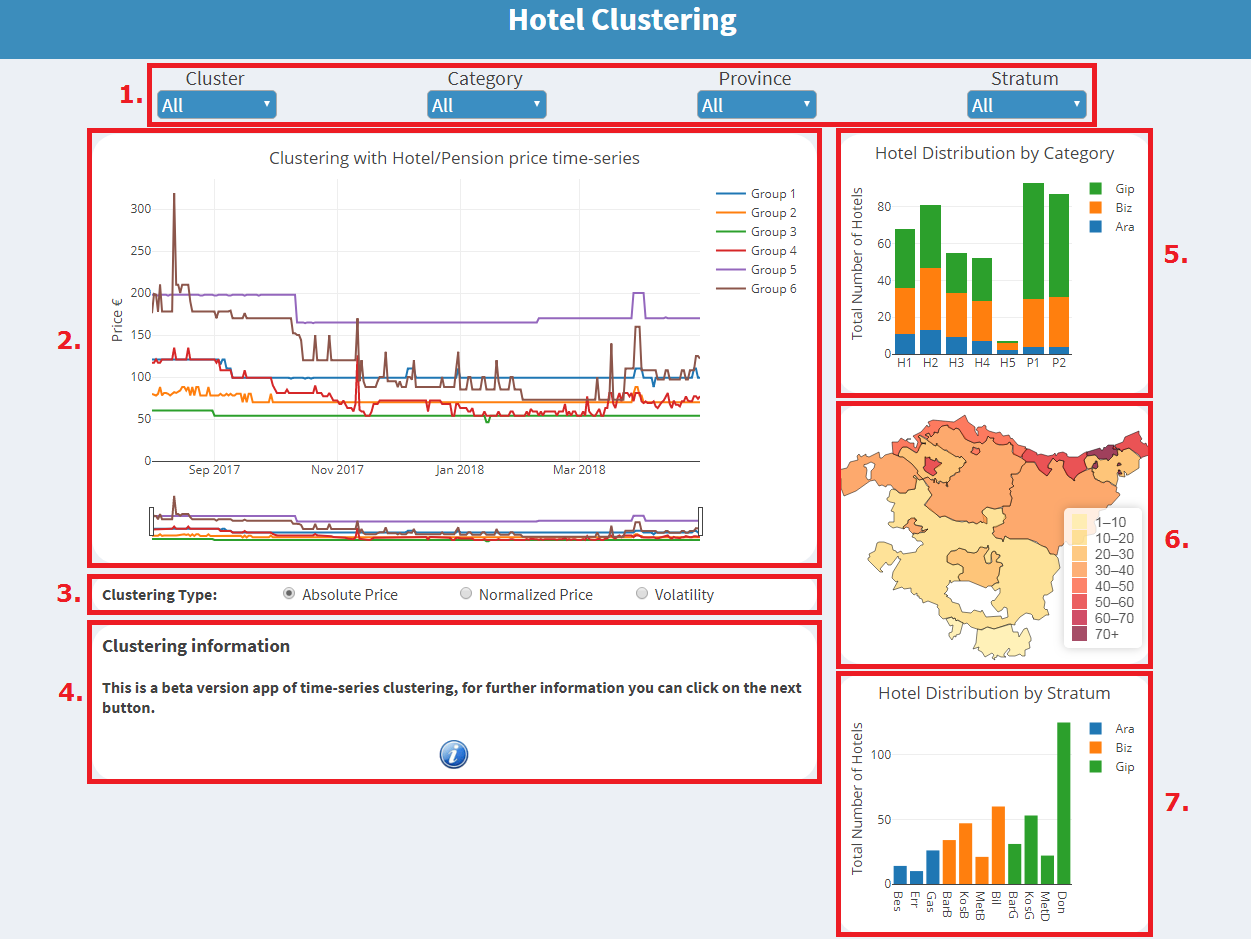 Hotel Clustering
1.
Cluster Category Province Stratum
All All All All
2.
Clustering with Hotel/Pension price time-series
Price €
300
250
200
150
100
50
0
Sep 2017 Nov 2017 Jan 2018 Mar 2018
Group 1
Group 2
Group 3
Group 4
Group 5
Group 6
3.
Clustering Type: Absolute Price Normalized Price Volatility
4.
Clustering information
This is a beta version app of time-series clustering, for further information you can click on the next
button.
i
5.
Hotel Distribution by Category
Total Number of Hotels
80
60
40
20
0
H1 H2 H3 H4 H5 P1 P2
Gip
Biz
Ara
6.
1–10
10–20
20–30
30–40
40–50
50–60
60–70
70+
7.
Hotel Distribution by Stratum
Total Number of Hotels
100
50
0
Bes Err Gas BarB KosB MetB Bil BarG KosG MetD Don
Ara
Biz
Gip